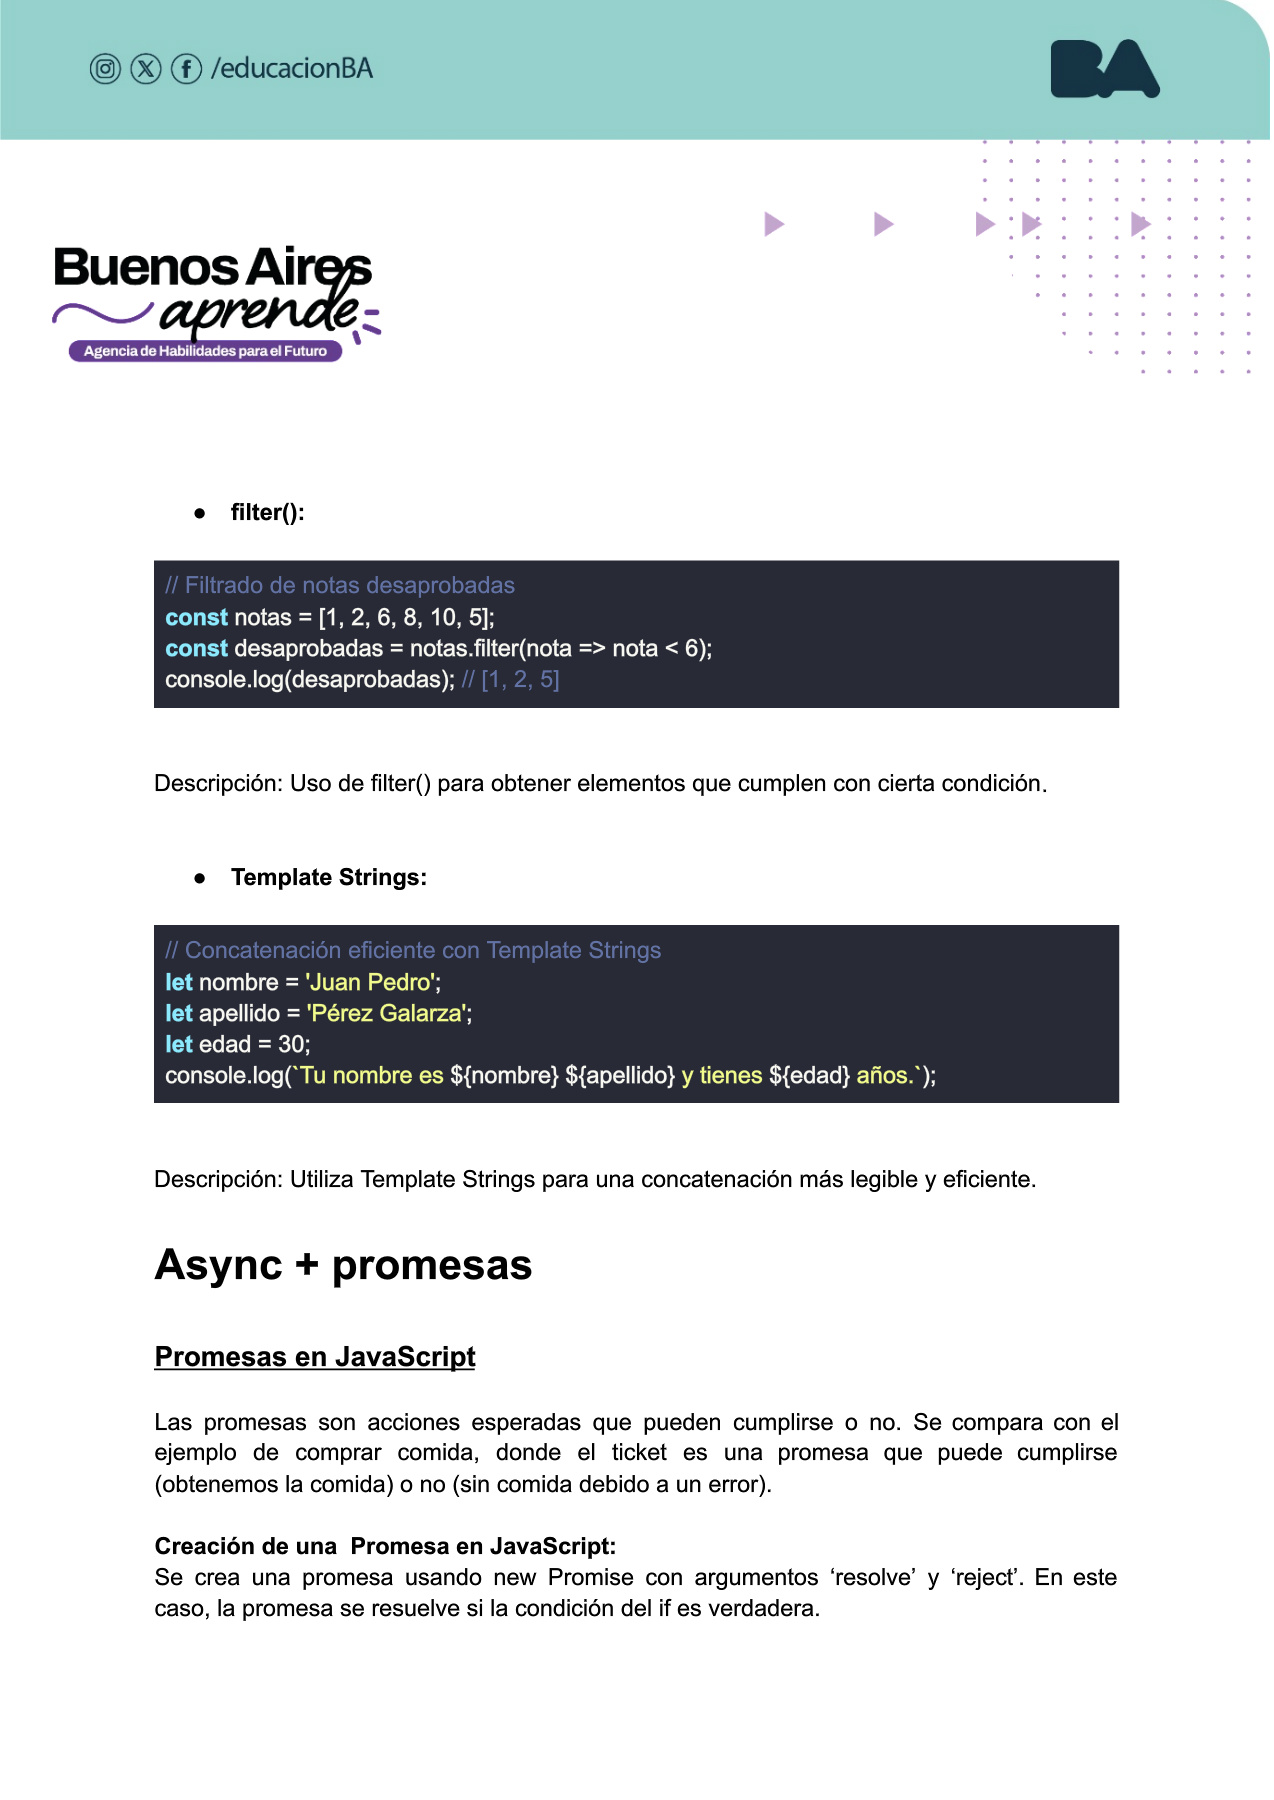 /educacionBA
BA
Buenos Aires
aprende
Agencia de Habilidades para el Futuro
● filter():
// Filtrado de notas desaprobadas
const notas = [1, 2, 6, 8, 10, 5];
const desaprobadas = notas.filter(nota => nota < 6);
console.log(desaprobadas); // [1, 2, 5]
Descripción: Uso de filter() para obtener elementos que cumplen con cierta condición.
● Template Strings:
// Concatenación eficiente con Template Strings
let nombre = 'Juan Pedro';
let apellido = 'Pérez Galarza';
let edad = 30;
console.log(`Tu nombre es ${nombre} ${apellido} y tienes ${edad} años.`);
Descripción: Utiliza Template Strings para una concatenación más legible y eficiente.
Async + promesas
Promesas en JavaScript
Las promesas son acciones esperadas que pueden cumplirse o no. Se compara con el
ejemplo de comprar comida, donde el ticket es una promesa que puede cumplirse
(obtenemos la comida) o no (sin comida debido a un error).
Creación de una  Promesa en JavaScript:
Se crea una promesa usando new Promise con argumentos ‘resolve’ y ‘reject’. En este
caso, la promesa se resuelve si la condición del if es verdadera.